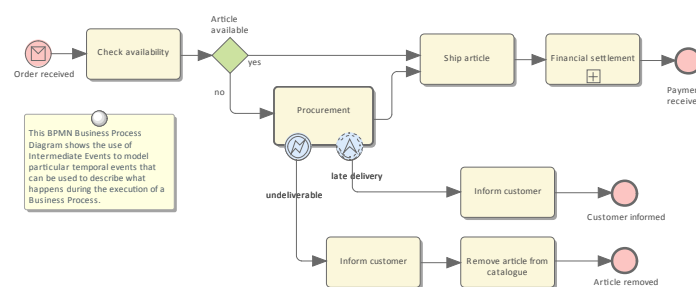 Article
available
Check availability
yes
Ship article
Financial settlement
Order received
no
Procurement
This BPMN Business Process
Diagram shows the use of
Intermediate Events to model
particular temporal events that
can be used to describe what
happens during the execution of a
Business Process.
late delivery
undeliverable
Inform customer
Customer informed
Inform customer
Remove article from
catalogue
Article removed